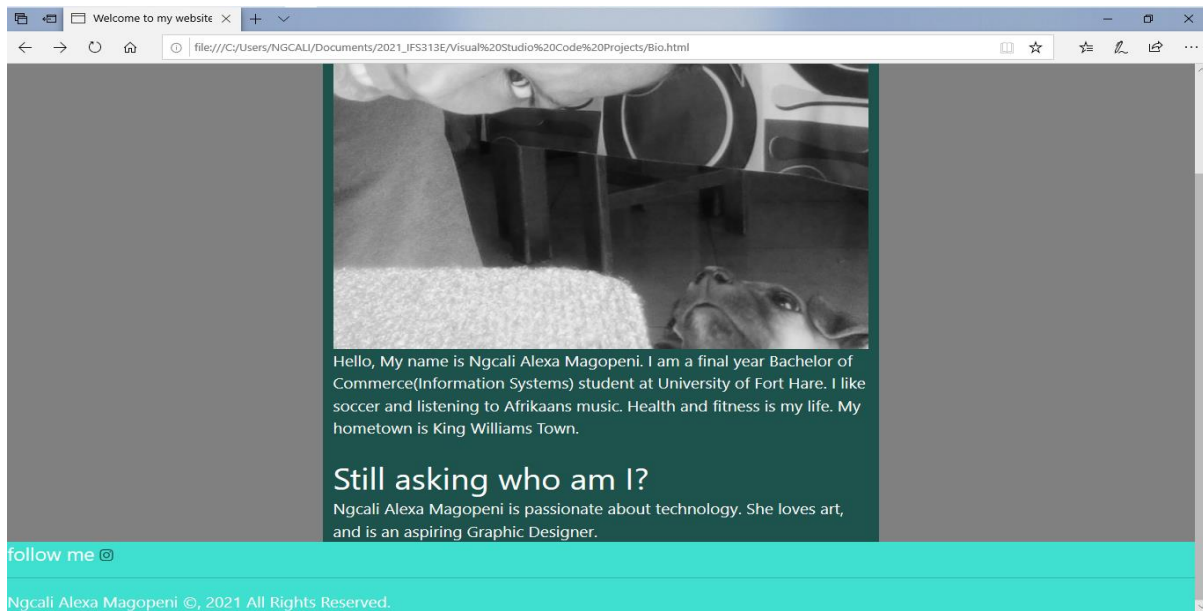 Welcome to my website
file:///C:/Users/NGCALI/Documents/2021_IFS313E/Visual%20Studio%20Code%20Projects/Bio.html
Hello, My name is Ngcali Alexa Magopeni. I am a final year Bachelor of
Commerce(Information Systems) student at University of Fort Hare. I like
soccer and listening to Afrikaans music. Health and fitness is my life. My
hometown is King Williams Town.
Still asking who am I?
Ngcali Alexa Magopeni is passionate about technology. She loves art,
and is an aspiring Graphic Designer.
follow me
Ngcali Alexa Magopeni ©, 2021 All Rights Reserved.